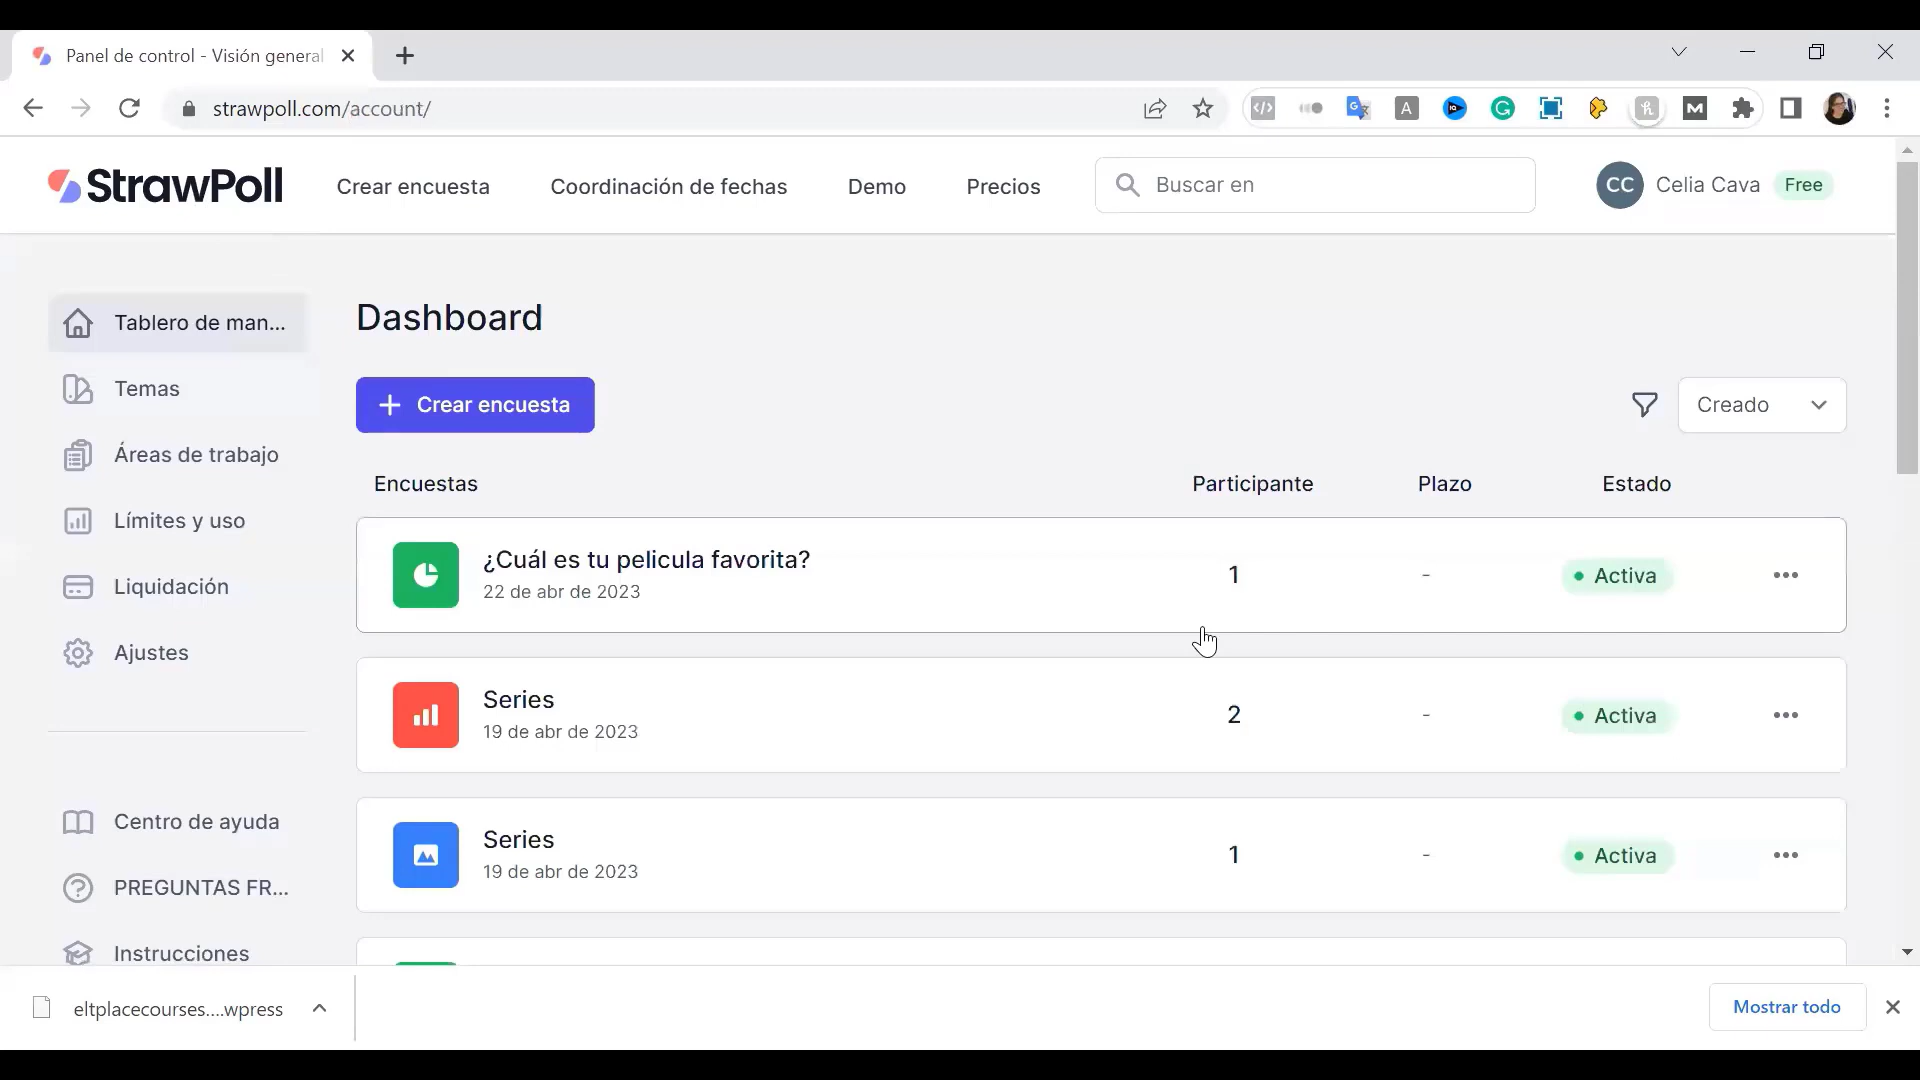 Panel de control - Visión general
strawpoll.com/account/
StrawPoll
Crear encuesta
Coordinación de fechas
Demo
Precios
Buscar en
CC
Celia Cava
Free
Tablero de man...
Temas
Áreas de trabajo
Límites y uso
Liquidación
Ajustes
Centro de ayuda
PREGUNTAS FR...
Instrucciones
Dashboard
Crear encuesta
Creado
Encuestas Participante Plazo Estado
¿Cuál es tu pelicula favorita?
22 de abr de 2023
1 - Activa
Series
19 de abr de 2023
2 - Activa
Series
19 de abr de 2023
1 - Activa
eltplacecourses....wpress
Mostrar todo